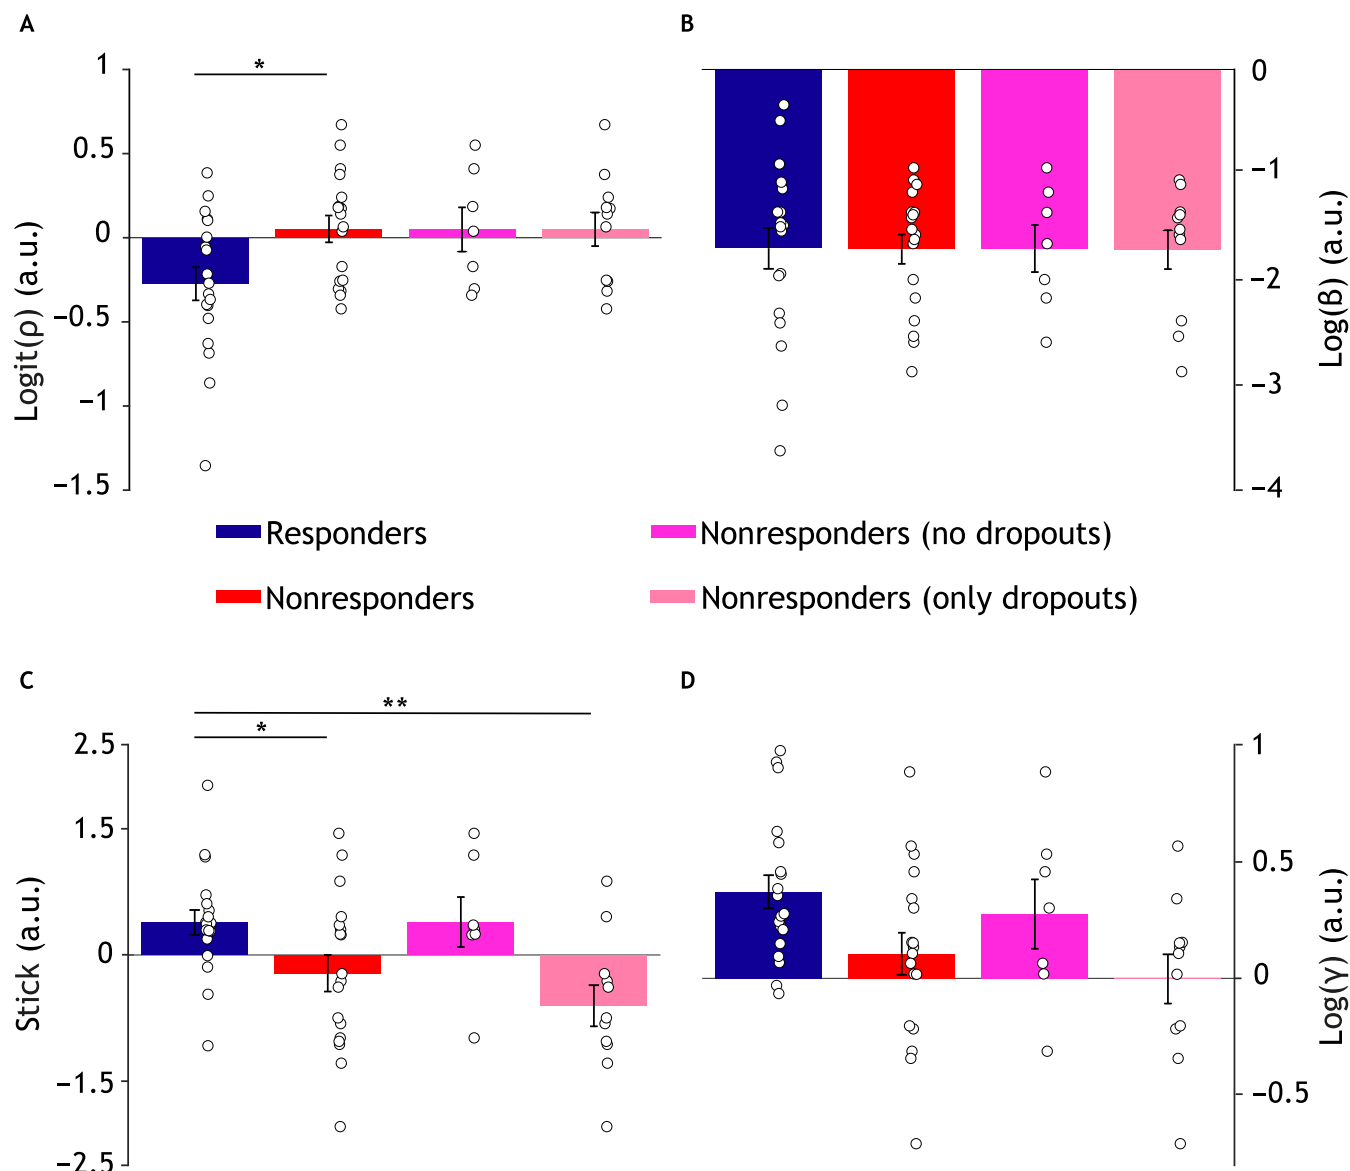 A
B
*
1
0.5
0
−0.5
−1
−1.5
Logit(ρ) (a.u.)
0
−1
−2
−3
−4
Log(β) (a.u.)
Responders
Nonresponders (no dropouts)
Nonresponders
Nonresponders (only dropouts)
C
D
**
*
2.5
1.5
0
−1.5
−2.5
Stick (a.u.)
1
0.5
0
−0.5
Log(γ) (a.u.)